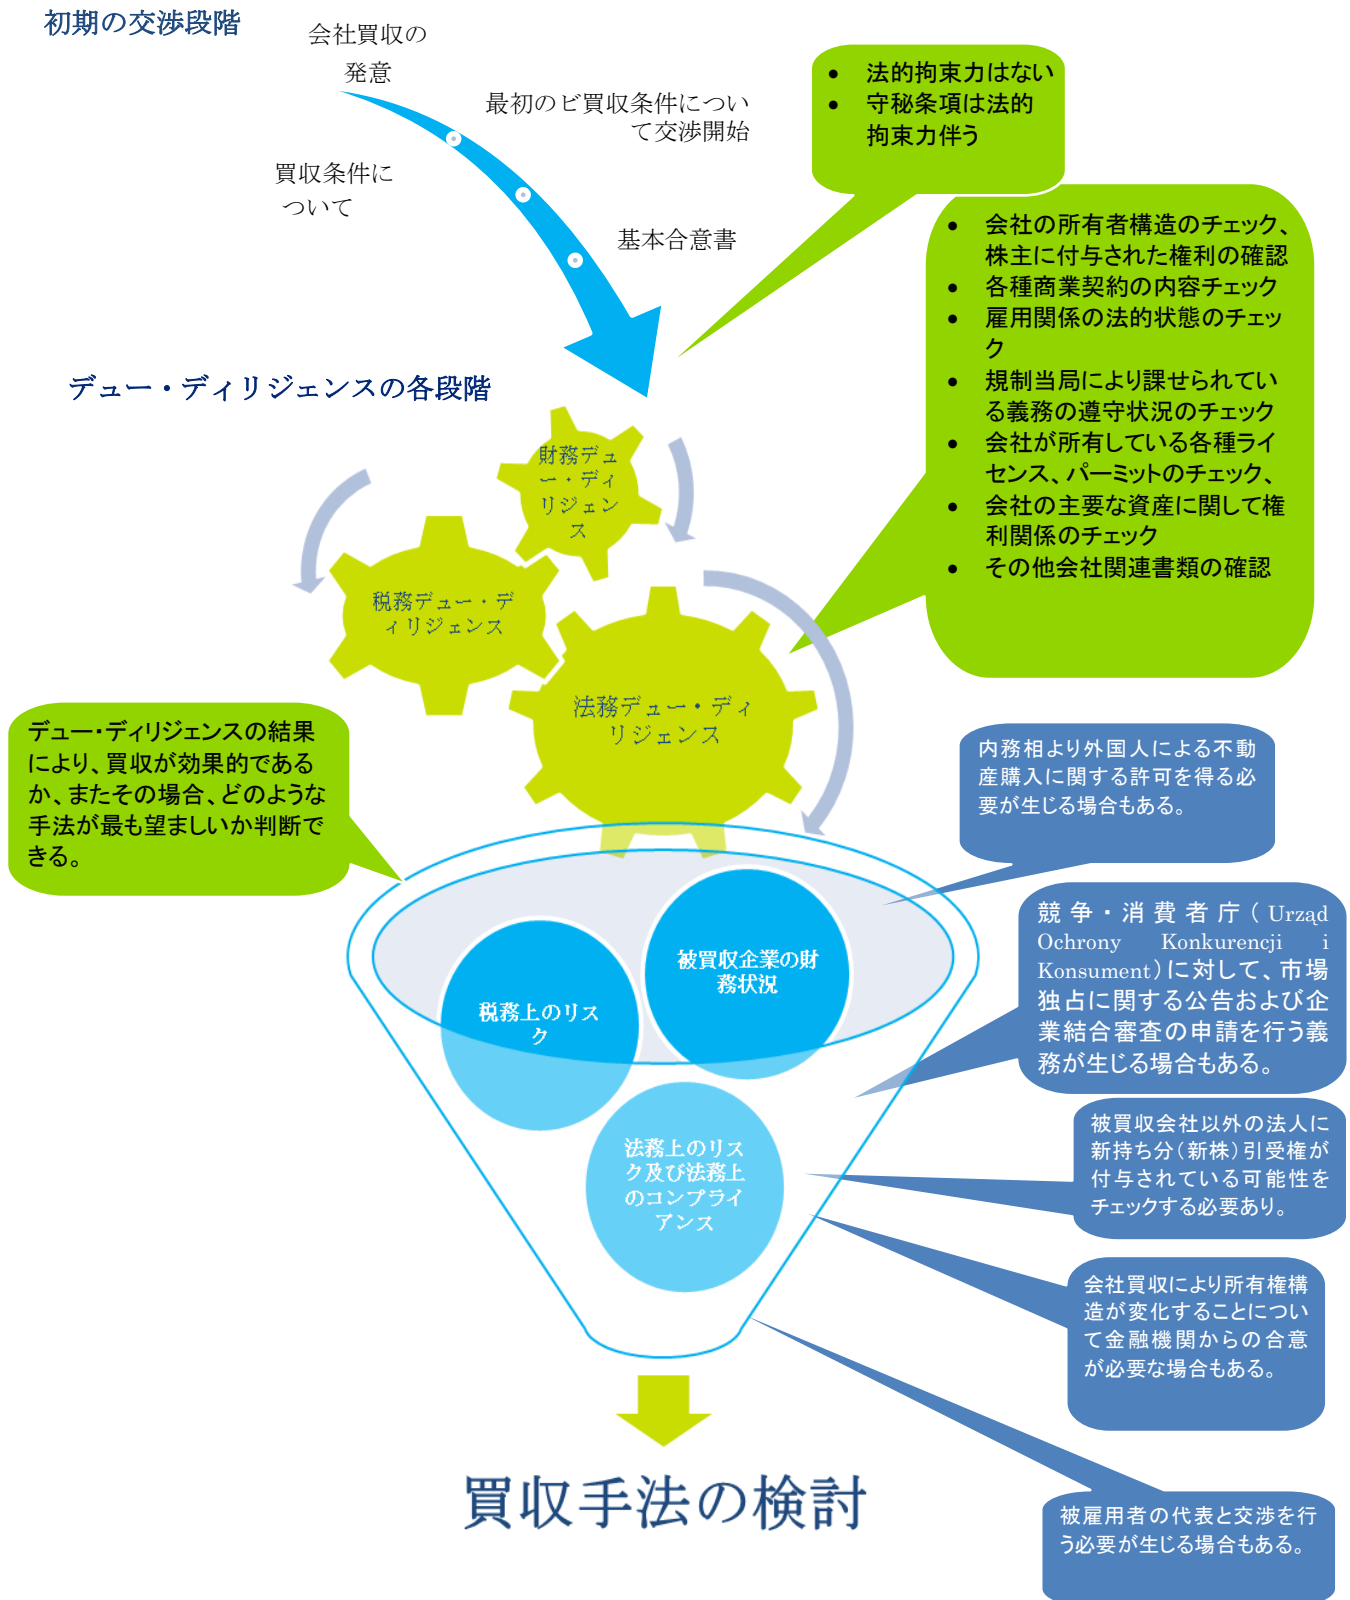 初期の交渉段階
会社買収の
発意
最初のビ買収条件につい
て交渉開始
買収条件に
ついて
基本合意書
• 法的拘束力はない
• 守秘条項は法的
拘束力伴う
• 会社の所有者構造のチェック、
株主に付与された権利の確認
• 各種商業契約の内容チェック
• 雇用関係の法的状態のチェッ
ク
• 規制当局により課せられてい
る義務の遵守状況のチェック
• 会社が所有している各種ライ
センス、パーミットのチェック、
• 会社の主要な資産に関して権
利関係のチェック
• その他会社関連書類の確認
デュー・ディリジェンスの各段階
財務デュ
ー・ディ
リジェン
ス
税務デュー・デ
ィリジェンス
法務デュー・ディ
リジェンス
デュー・ディリジェンスの結果
により、買収が効果的である
か、またその場合、どのような
手法が最も望ましいか判断で
きる。
内務相より外国人による不動
産購入に関する許可を得る必
要が生じる場合もある。
競争・消費者庁（Urząd
Ochrony Konkurencji i
Konsument）に対して、市場
独占に関する公告および企
業結合審査の申請を行う義
務が生じる場合もある。
被買収企業の財
務状況
税務上のリス
ク
法務上のリス
ク及び法務上
のコンプライ
アンス
被買収会社以外の法人に
新持ち分（新株）引受権が
付与されている可能性を
チェックする必要あり。
会社買収により所有権構
造が変化することについ
て金融機関からの合意
が必要な場合もある。
買収手法の検討
被雇用者の代表と交渉を行
う必要が生じる場合もある。